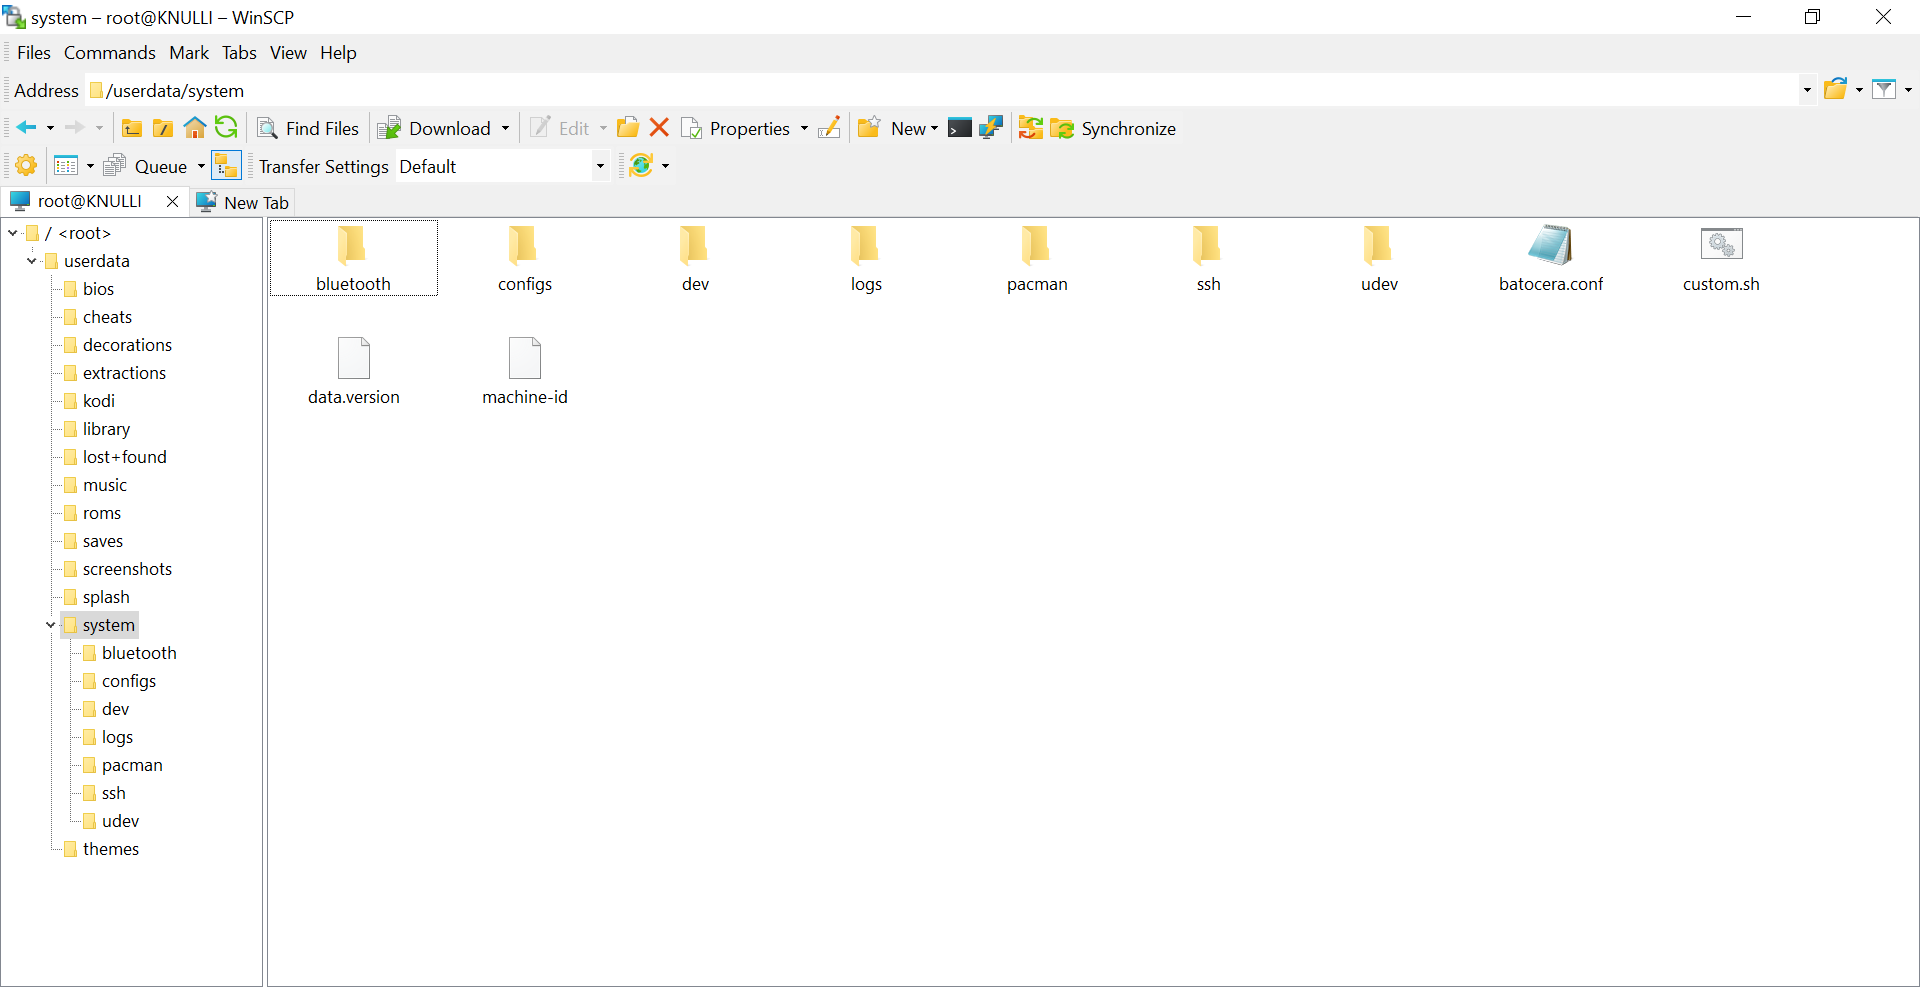 system – root@KNULLI – WinSCP
Files Commands Mark Tabs View Help
Address /userdata/system
Find Files Download Edit Properties New Synchronize
Queue Transfer Settings Default
root@KNULLI New Tab
/ <root>
userdata
bios
cheats
decorations
extractions
kodi
library
lost+found
music
roms
saves
screenshots
splash
system
bluetooth
configs
dev
logs
pacman
ssh
udev
themes
bluetooth configs dev logs pacman ssh udev batocera.conf custom.sh
data.version machine-id